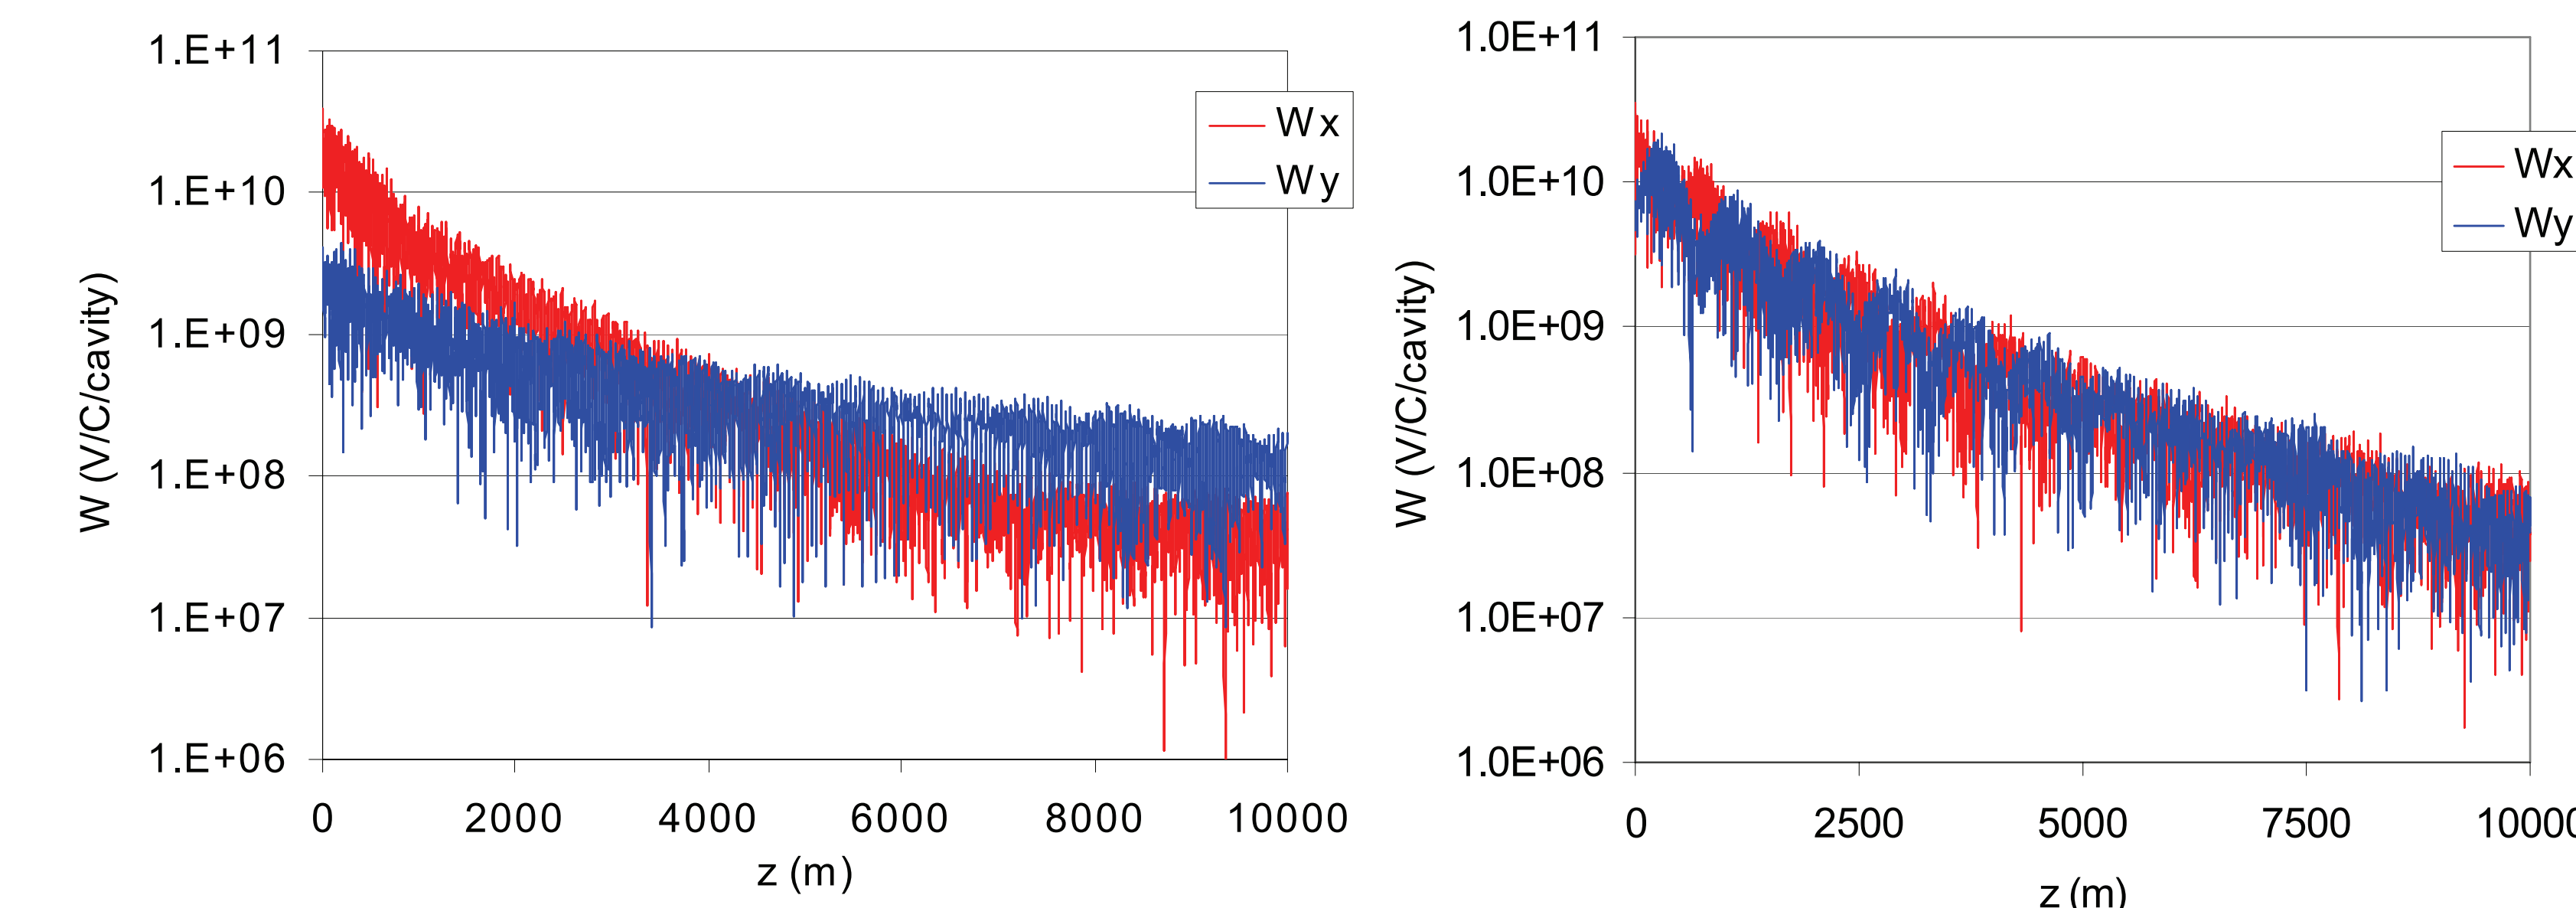 1.E+11
1.E+10
1.E+09
1.E+08
1.E+07
1.E+06
W (V/C/cavity)
0 2000 4000 6000 8000 10000
z (m)
Wx
Wy
1.0E+11
1.0E+10
1.0E+09
1.0E+08
1.0E+07
1.0E+06
W (V/C/cavity)
0 2500 5000 7500 10000
z (m)
Wx
Wy